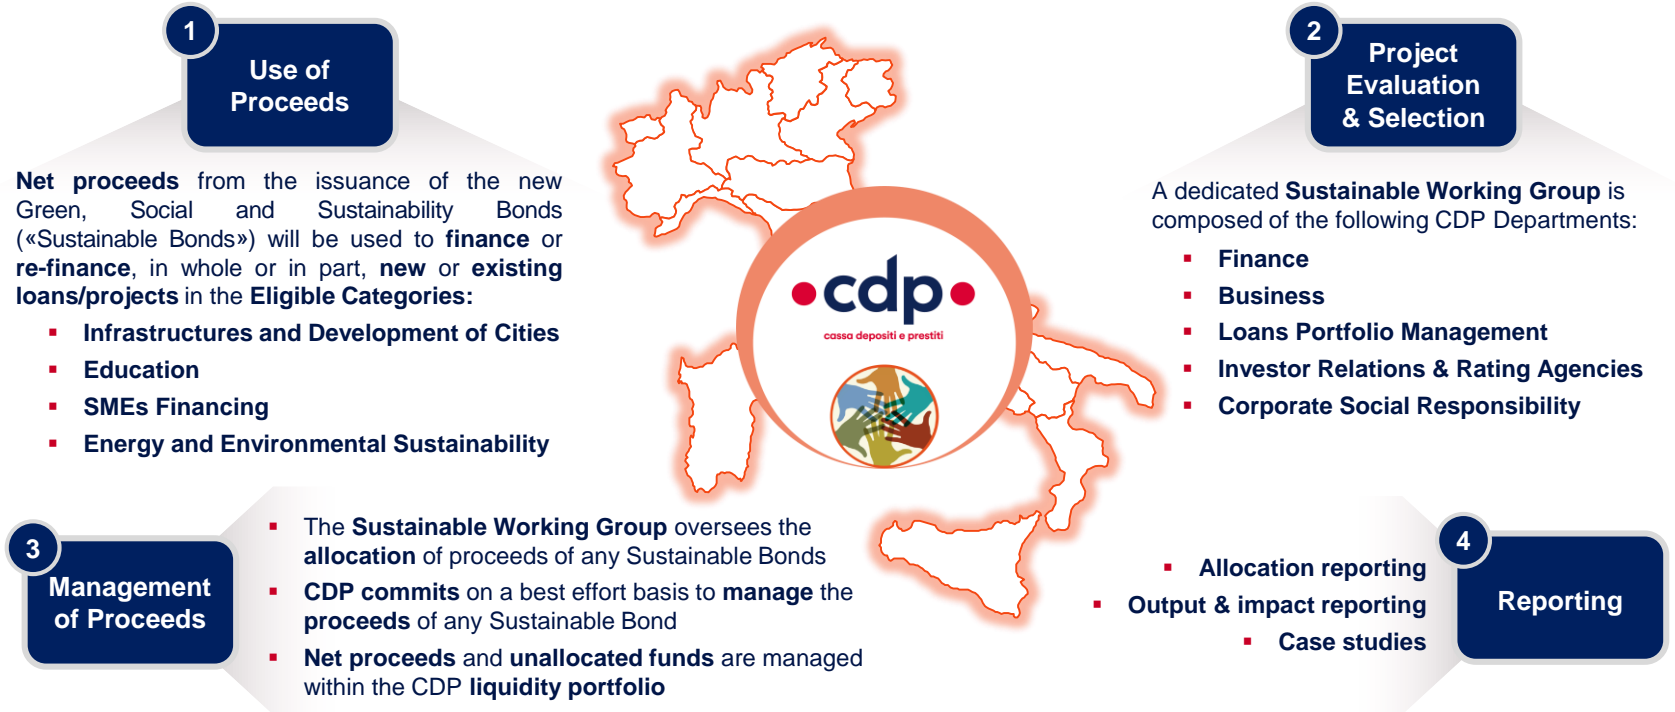 1
Use of
Proceeds
Net proceeds from the issuance of the new
Green, Social and Sustainability Bonds
(«Sustainable Bonds») will be used to finance or
re-finance, in whole or in part, new or existing
loans/projects in the Eligible Categories:
▪ Infrastructures and Development of Cities
▪ Education
▪ SMEs Financing
▪ Energy and Environmental Sustainability
cdp
cassa depositi e prestiti
2
Project
Evaluation
& Selection
A dedicated Sustainable Working Group is
composed of the following CDP Departments:
▪ Finance
▪ Business
▪ Loans Portfolio Management
▪ Investor Relations & Rating Agencies
▪ Corporate Social Responsibility
3
Management
of Proceeds
▪ The Sustainable Working Group oversees the
allocation of proceeds of any Sustainable Bonds
▪ CDP commits on a best effort basis to manage the
proceeds of any Sustainable Bond
▪ Net proceeds and unallocated funds are managed
within the CDP liquidity portfolio
4
Reporting
▪ Allocation reporting
▪ Output & impact reporting
▪ Case studies